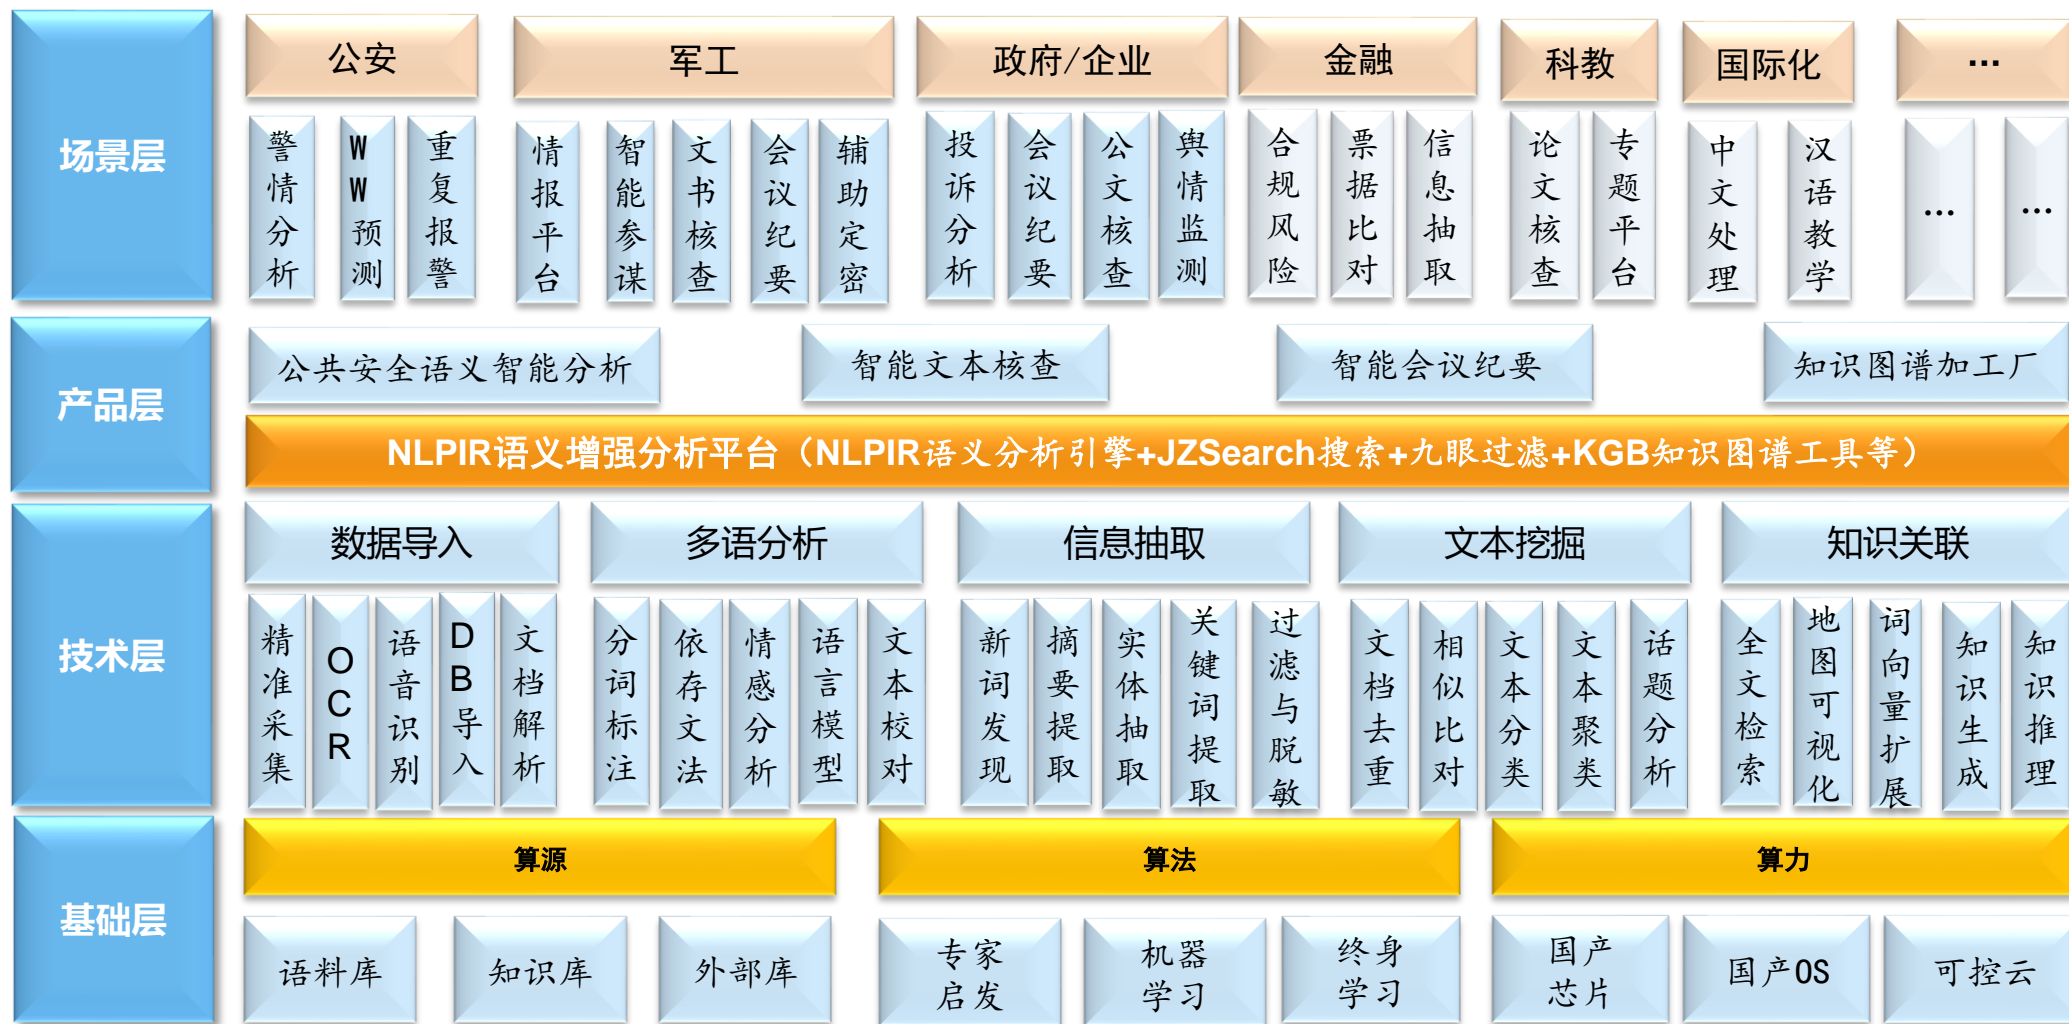 场景层
公安
军工
政府/企业
金融
科教
国际化
...
警情分析
WW预测
重复报警
情报平台
智能参谋
文书核查
会议纪要
辅助定密
投诉分析
会议纪要
公文核查
舆情监测
合规风险
票据比对
信息抽取
论文核查
专题平台
中文处理
汉语教学
...
...
产品层
公共安全语义智能分析
智能文本核查
智能会议纪要
知识图谱加工厂
NLPIR语义增强分析平台（NLPIR语义分析引擎+JZSearch搜索+九眼过滤+KGB知识图谱工具等）
技术层
数据导入
多语分析
信息抽取
文本挖掘
知识关联
精准采集
OCR
语音识别
DB导入
文档解析
分词标注
依存文法
情感分析
语言模型
文本校对
新词发现
摘要提取
实体抽取
关键词提取
过滤与脱敏
文档去重
相似比对
文本分类
文本聚类
话题分析
全文检索
地图可视化
词向量扩展
知识生成
知识推理
基础层
算源
算法
算力
语料库
知识库
外部库
专家
启发
机器
学习
终身
学习
国产
芯片
国产OS
可控云